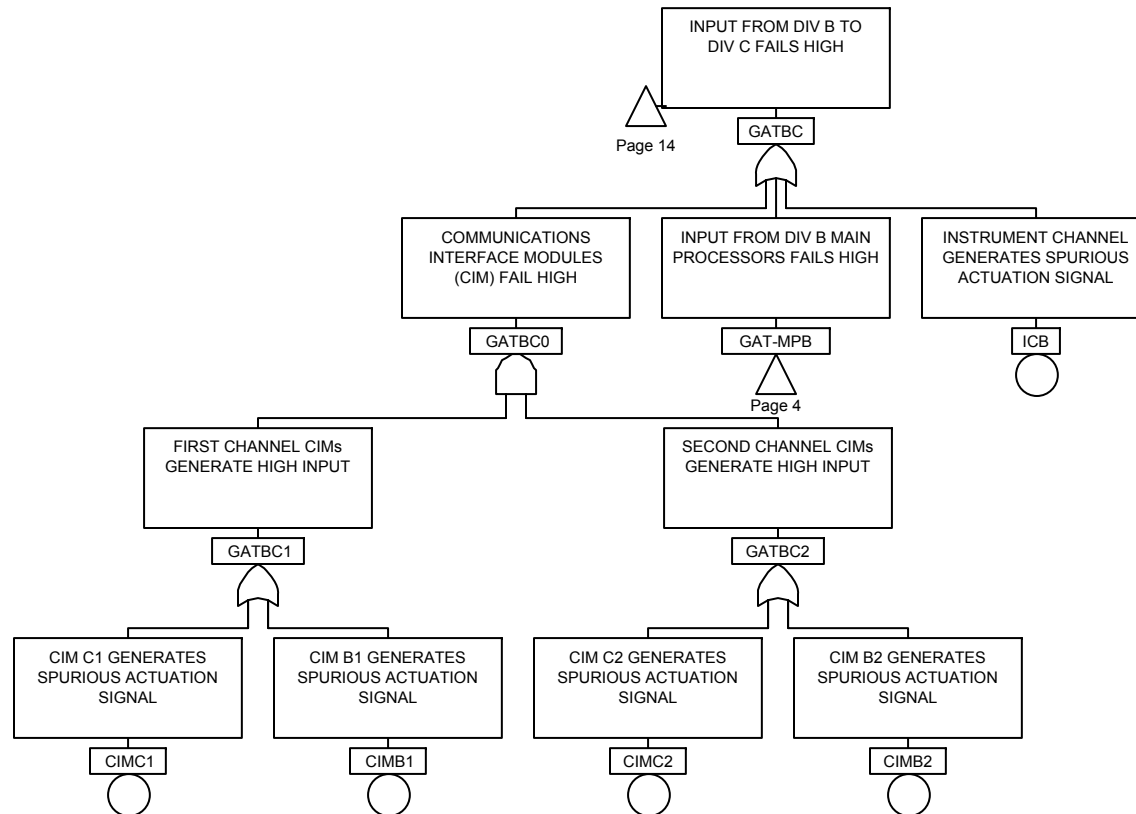 INPUT FROM DIV B TO
DIV C FAILS HIGH
Page 14
GATBC
COMMUNICATIONS
INTERFACE MODULES
(CIM) FAIL HIGH
GATBC0
INPUT FROM DIV B MAIN
PROCESSORS FAILS HIGH
GAT-MPB
Page 4
INSTRUMENT CHANNEL
GENERATES SPURIOUS
ACTUATION SIGNAL
ICB
FIRST CHANNEL CIMs
GENERATE HIGH INPUT
GATBC1
SECOND CHANNEL CIMs
GENERATE HIGH INPUT
GATBC2
CIM C1 GENERATES
SPURIOUS ACTUATION
SIGNAL
CIMC1
CIM B1 GENERATES
SPURIOUS ACTUATION
SIGNAL
CIMB1
CIM C2 GENERATES
SPURIOUS ACTUATION
SIGNAL
CIMC2
CIM B2 GENERATES
SPURIOUS ACTUATION
SIGNAL
CIMB2